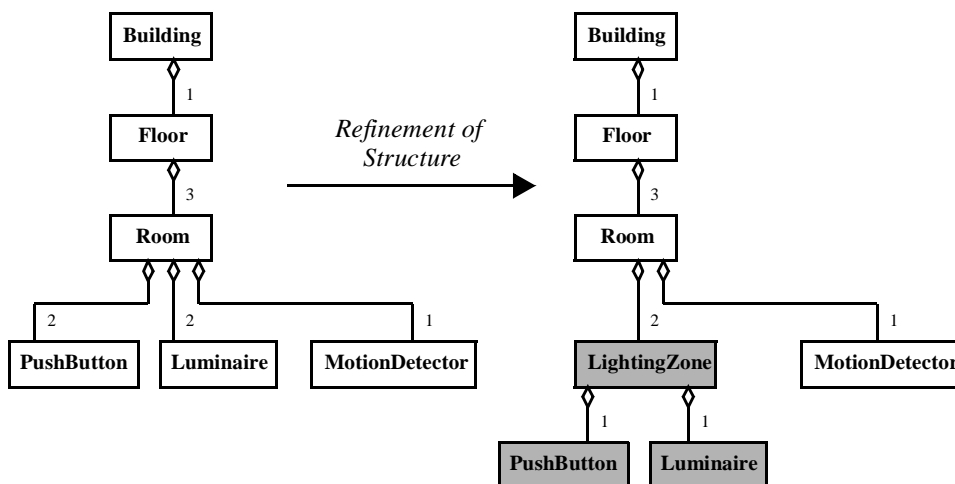 Building
1
Floor
3
Room
2
2
1
PushButton
Luminaire
MotionDetector
Refinement of
Structure
Building
1
Floor
3
Room
2
1
LightingZone
MotionDetector
1
1
PushButton
Luminaire